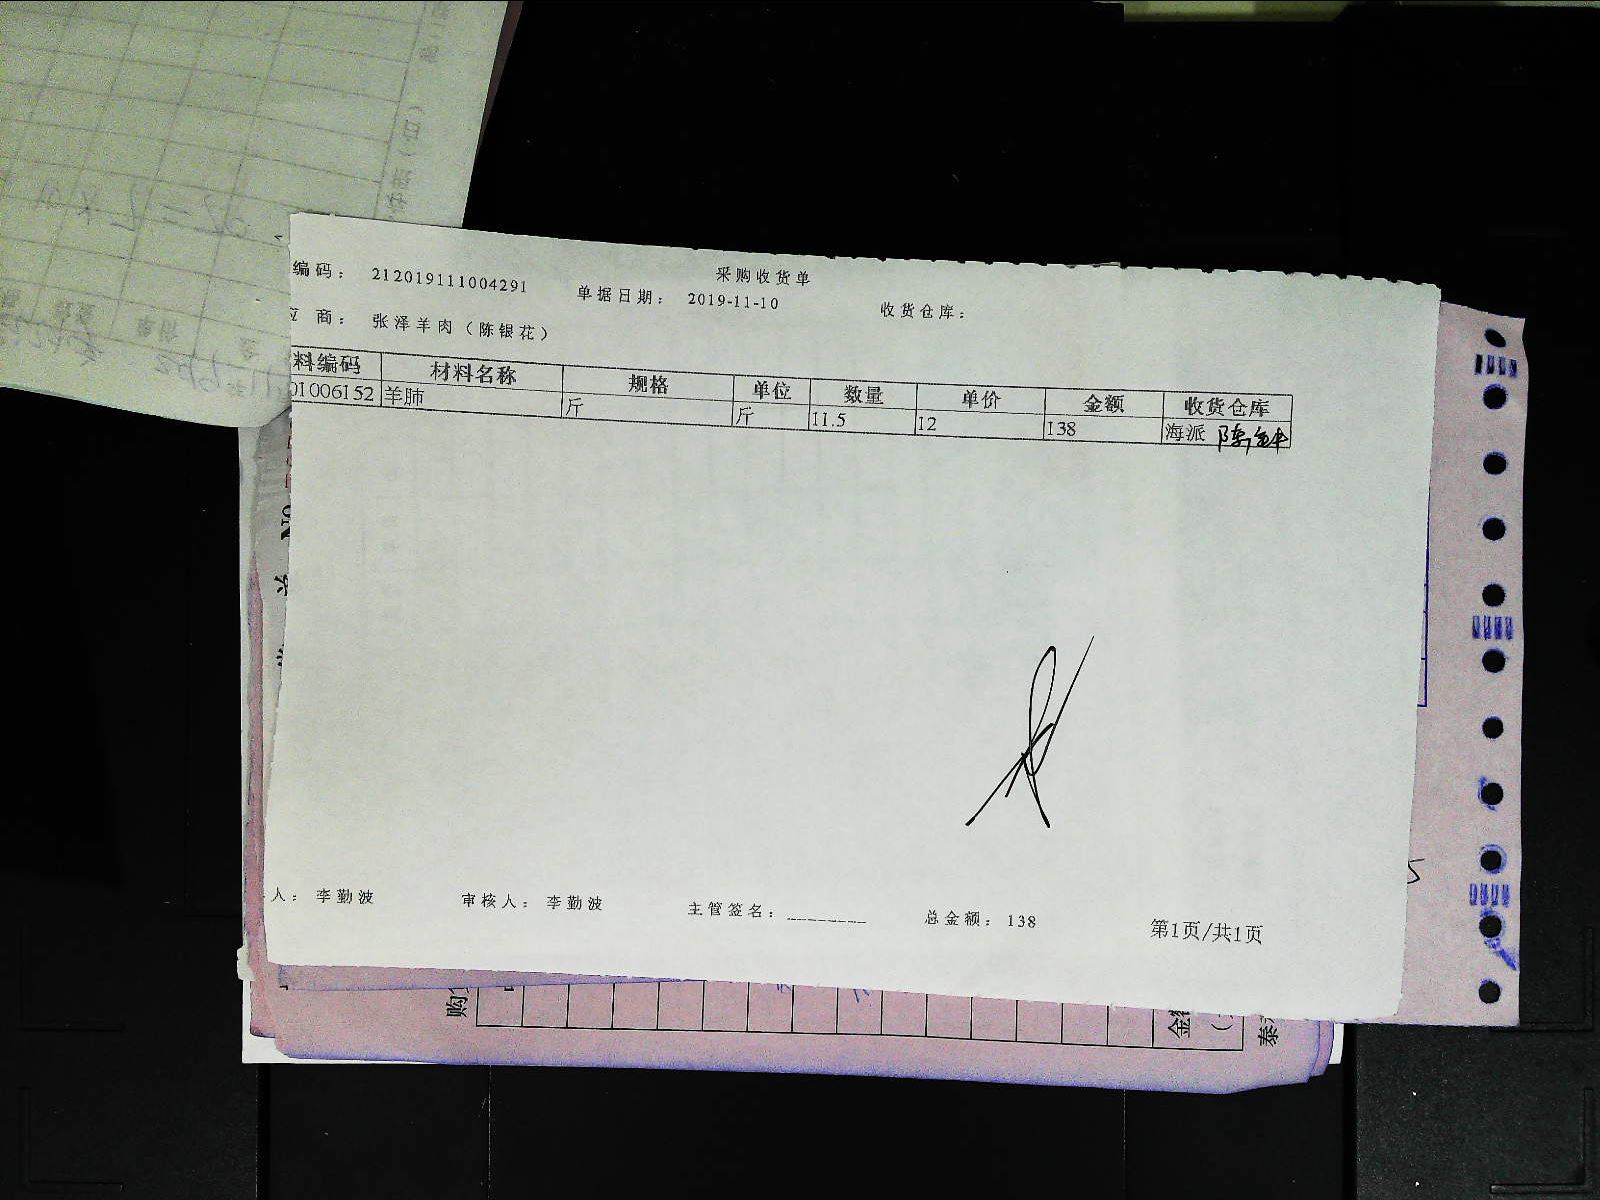 采购收货单
编码： 212019111004291 单据日期： 2019-11-10 收货仓库：
应 商： 张泽羊肉（陈银花）
料编码 材料名称 规格 单位 数量 单价 金额 收货仓库
01006152 羊肺 斤 斤 11.5 12 138 海派
人： 李勤波 审核人： 李勤波 主管签名： 总金额： 138 第1页/共1页